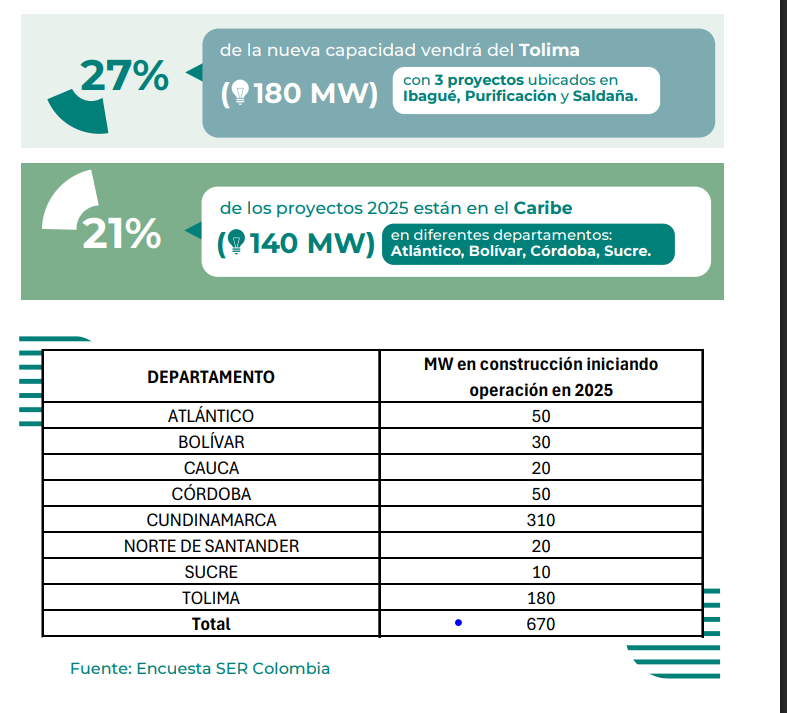 27%
de la nueva capacidad vendrá del Tolima
(180 MW)
con 3 proyectos ubicados en
Ibagué, Purificación y Saldaña.
21%
de los proyectos 2025 están en el Caribe
(140 MW)
en diferentes departamentos:
Atlántico, Bolívar, Córdoba, Sucre.
DEPARTAMENTO
MW en construcción iniciando
operación en 2025
ATLÁNTICO 50
BOLÍVAR 30
CAUCA 20
CÓRDOBA 50
CUNDINAMARCA 310
NORTE DE SANTANDER 20
SUCRE 10
TOLIMA 180
Total 670
Fuente: Encuesta SER Colombia